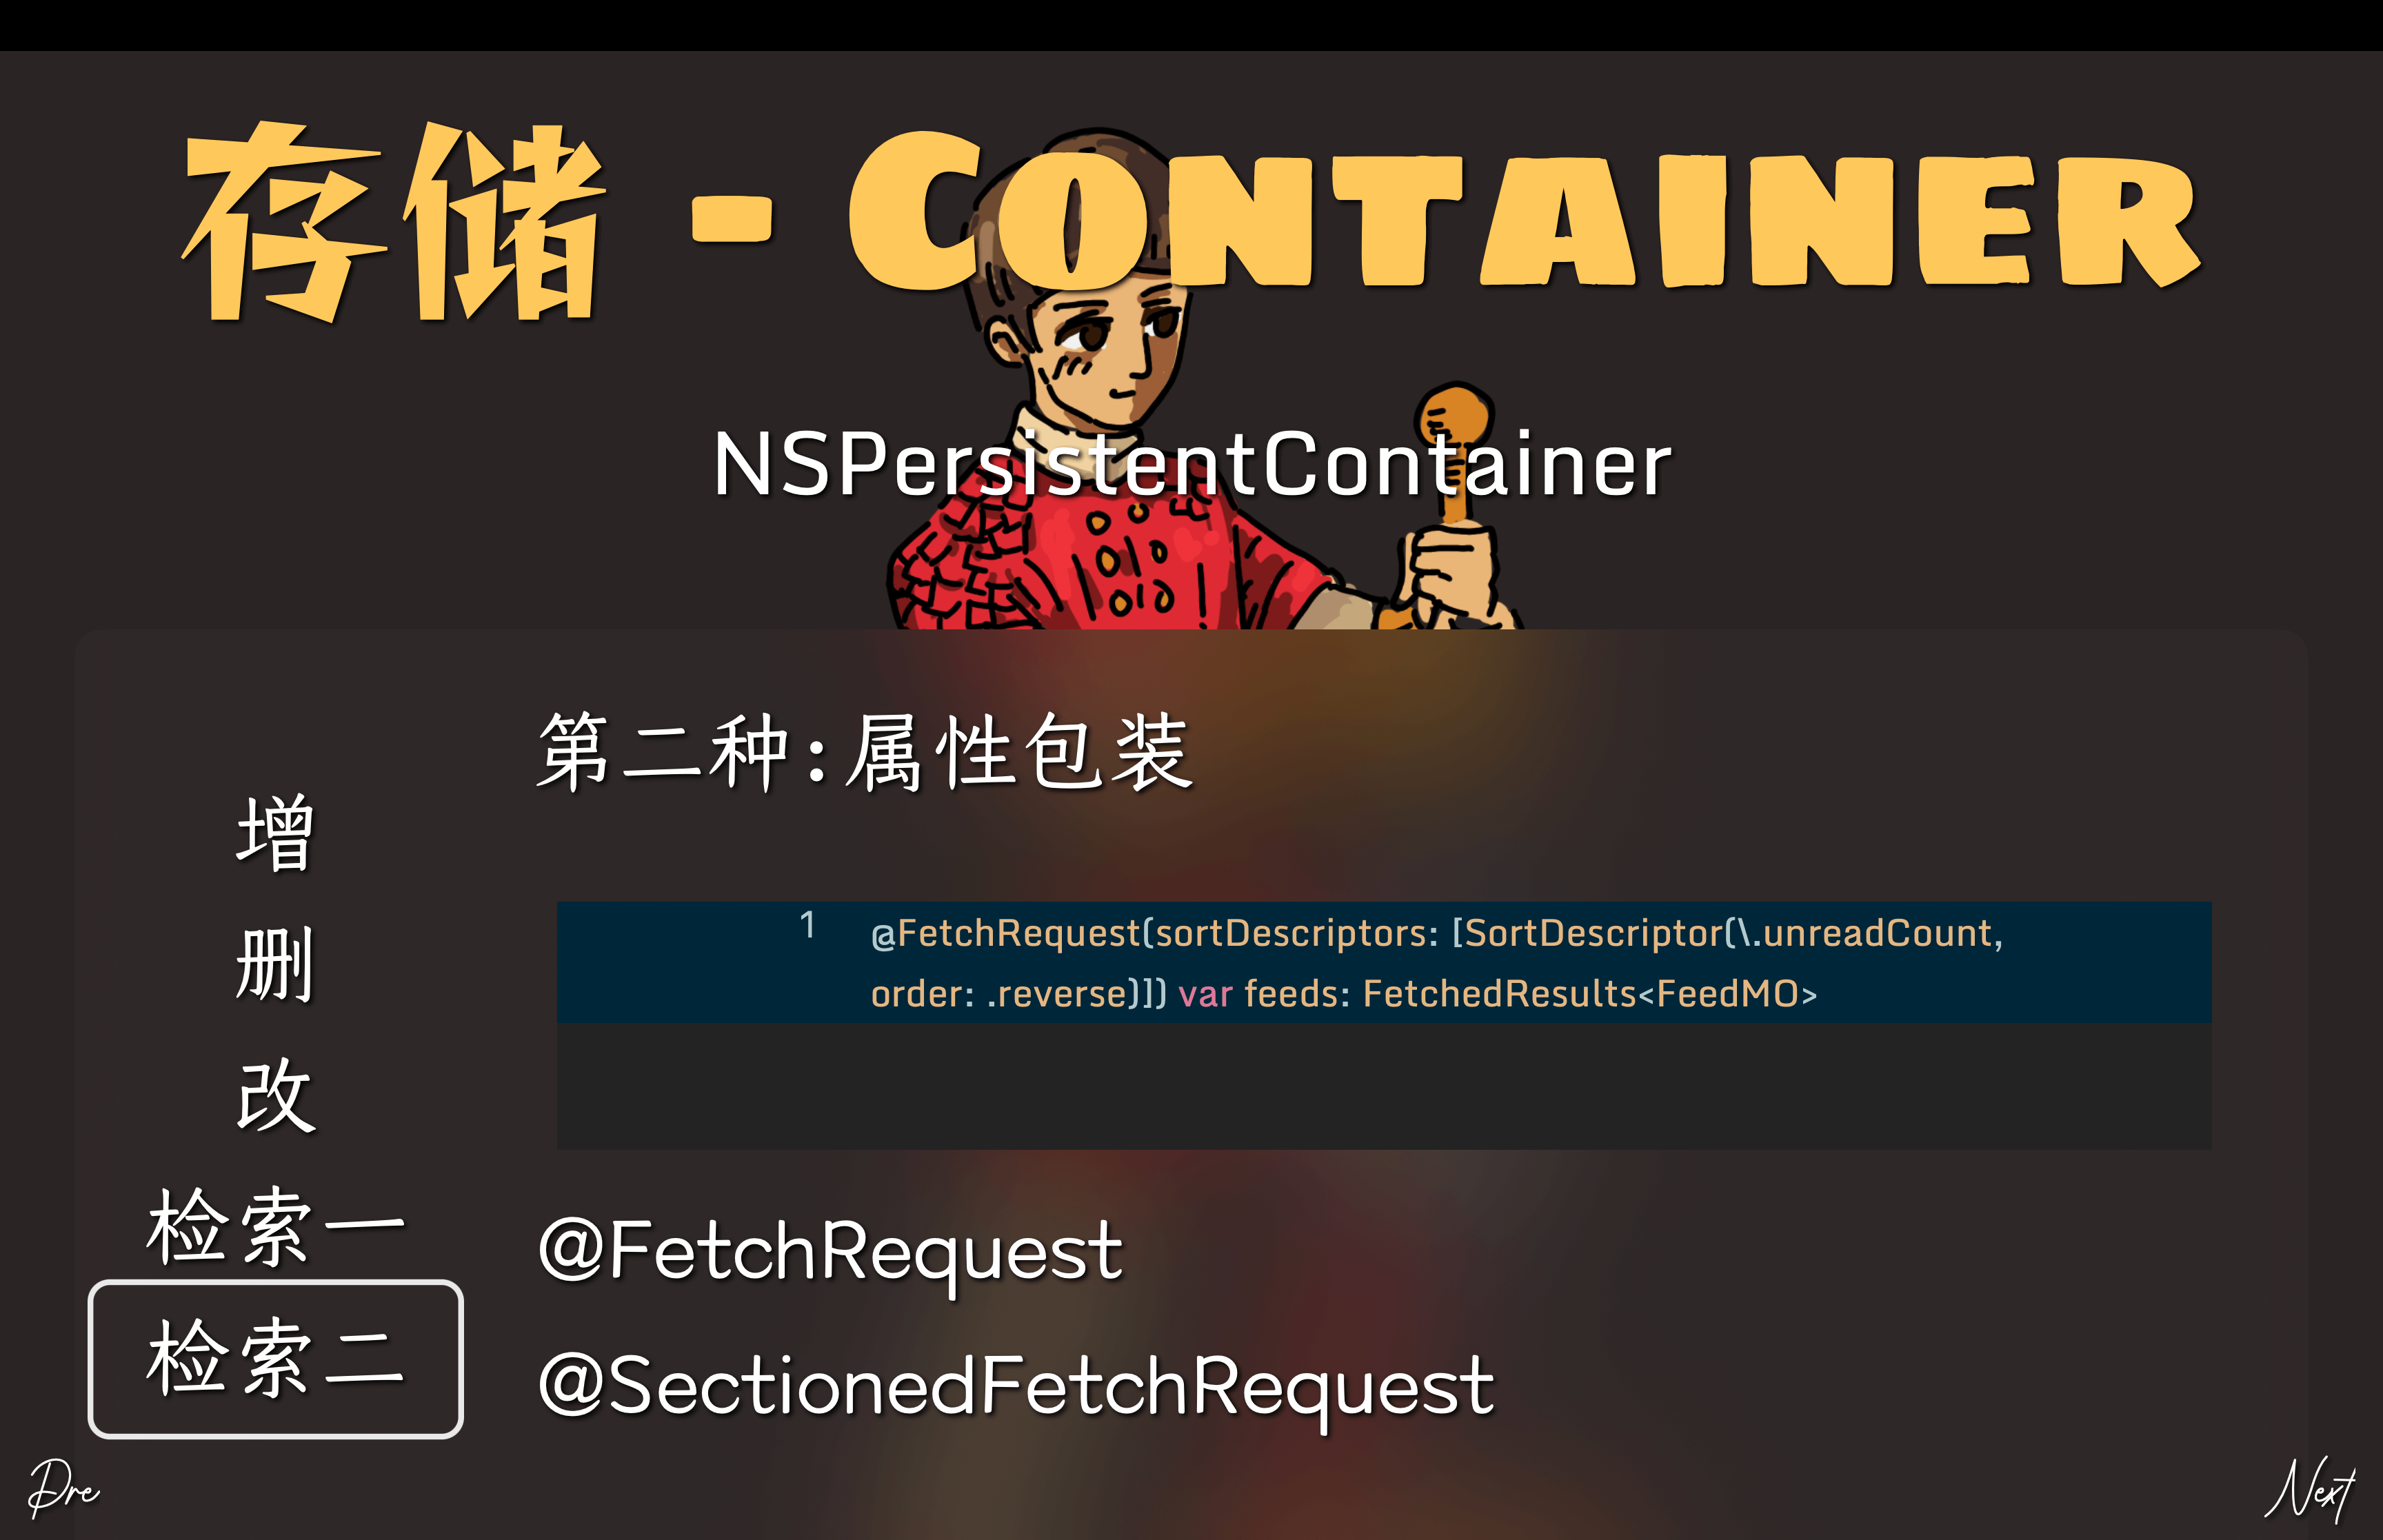 存储 - CONTAINER
NSPersistentContainer
第二种:属性包装
增
删
改
检索一
检索二
1 @FetchRequest(sortDescriptors: [SortDescriptor(\.unreadCount,
order: .reverse)]) var feeds: FetchedResults<FeedMO>
@FetchRequest
@SectionedFetchRequest
Pre
Next